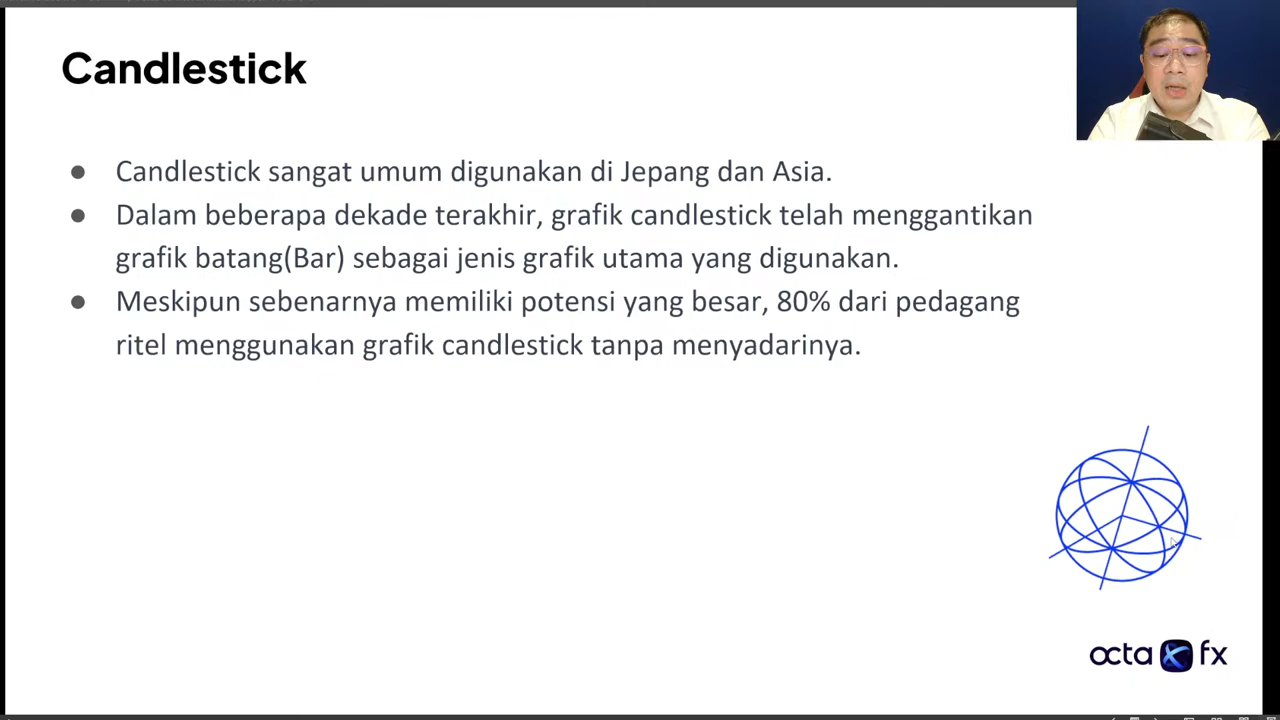 Candlestick
● Candlestick sangat umum digunakan di Jepang dan Asia.
● Dalam beberapa dekade terakhir, grafik candlestick telah menggantikan
grafik batang(Bar) sebagai jenis grafik utama yang digunakan.
● Meskipun sebenarnya memiliki potensi yang besar, 80% dari pedagang
ritel menggunakan grafik candlestick tanpa menyadarinya.
octa fx